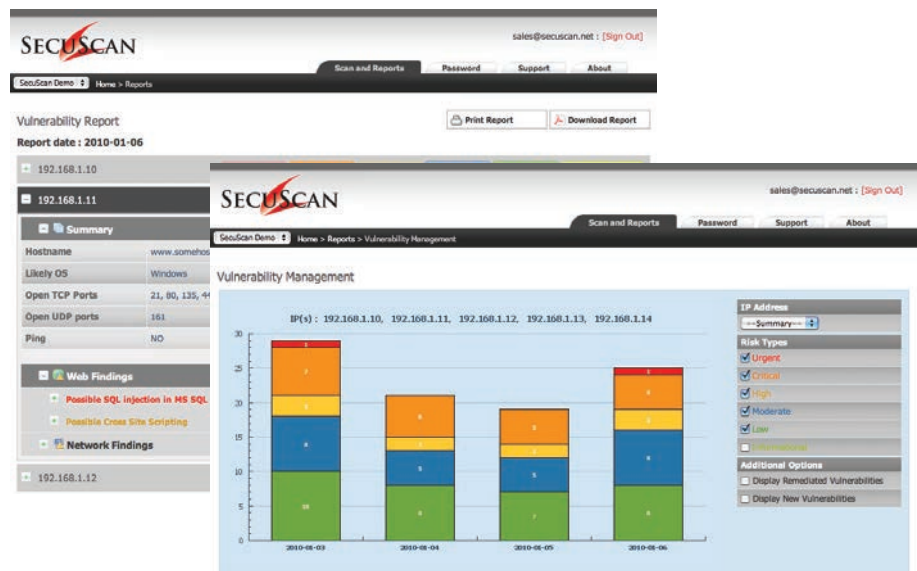 SECUSCAN
sales@secuscan.net : [Sign Out]
Scan and Reports Password Support About
SecuScan Demo Home > Reports
Vulnerability Report
Print Report Download Report
Report date : 2010-01-06
192.168.1.10
192.168.1.11
Summary
Hostname www.somehos
Likely OS Windows
Open TCP Ports 21, 80, 135, 44
Open UDP ports 161
Ping NO
Web Findings
Possible SQL injection in MS SQL
Possible Cross Site Scripting
Network Findings
192.168.1.12
SECUSCAN
sales@secuscan.net : [Sign Out]
Scan and Reports Password Support About
SecuScan Demo Home > Reports > Vulnerability Management
Vulnerability Management
IP(s) : 192.168.1.10, 192.168.1.11, 192.168.1.12, 192.168.1.13, 192.168.1.14
30
25
20
15
10
5
0
2010-01-03 2010-01-04 2010-01-05 2010-01-06
IP Address
--Summary--
Risk Types
Urgent
Critical
High
Moderate
Low
Informational
Additional Options
Display Remediated Vulnerabilities
Display New Vulnerabilities